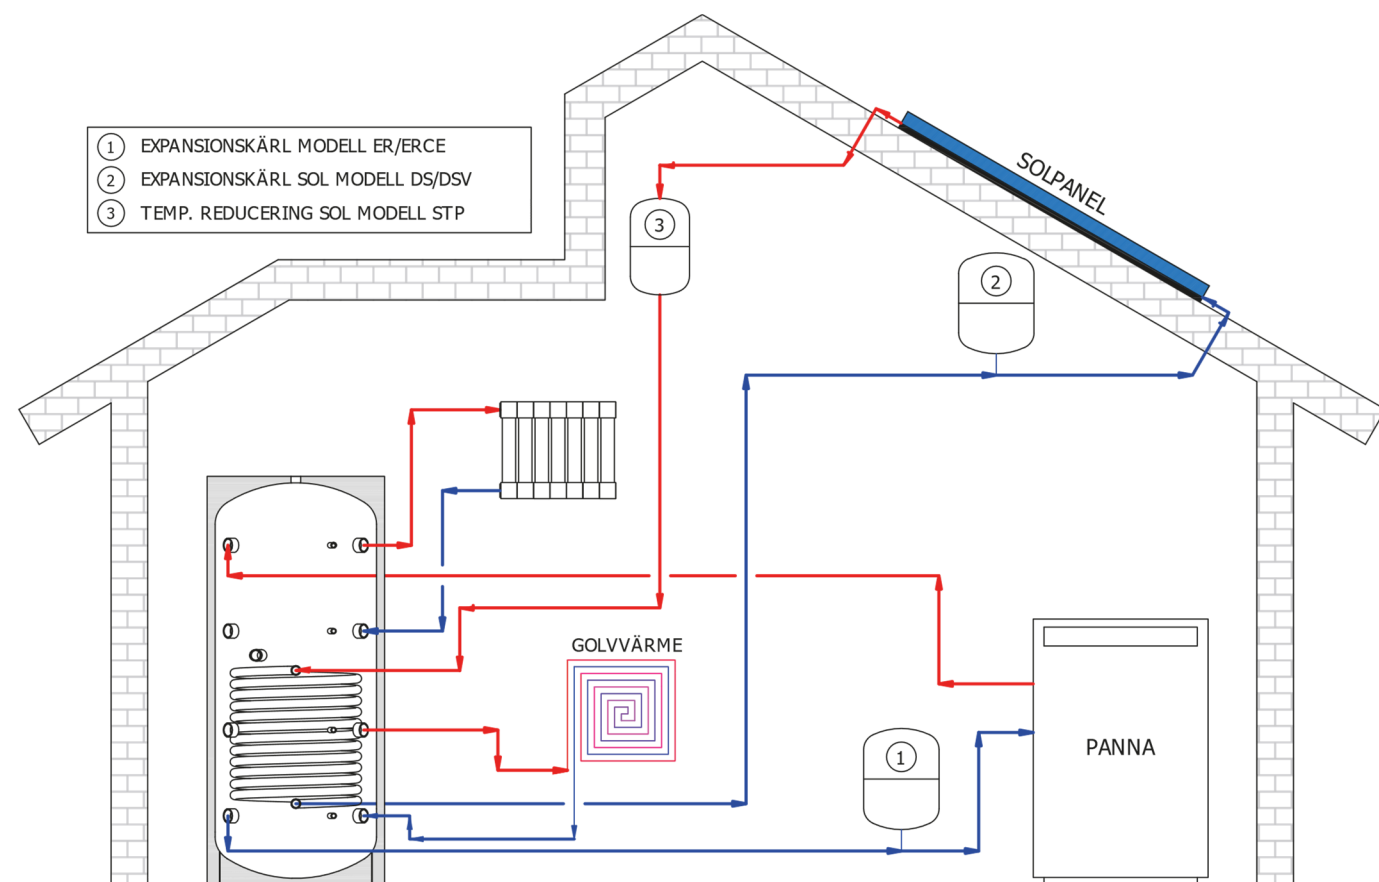 1 EXPANSIONSKÄRL MODELL ER/ERCE
2 EXPANSIONSKÄRL SOL MODELL DS/DSV
3 TEMP. REDUCERING SOL MODELL STP
SOLPANEL
3
2
GOLVVÄRME
1
PANNA